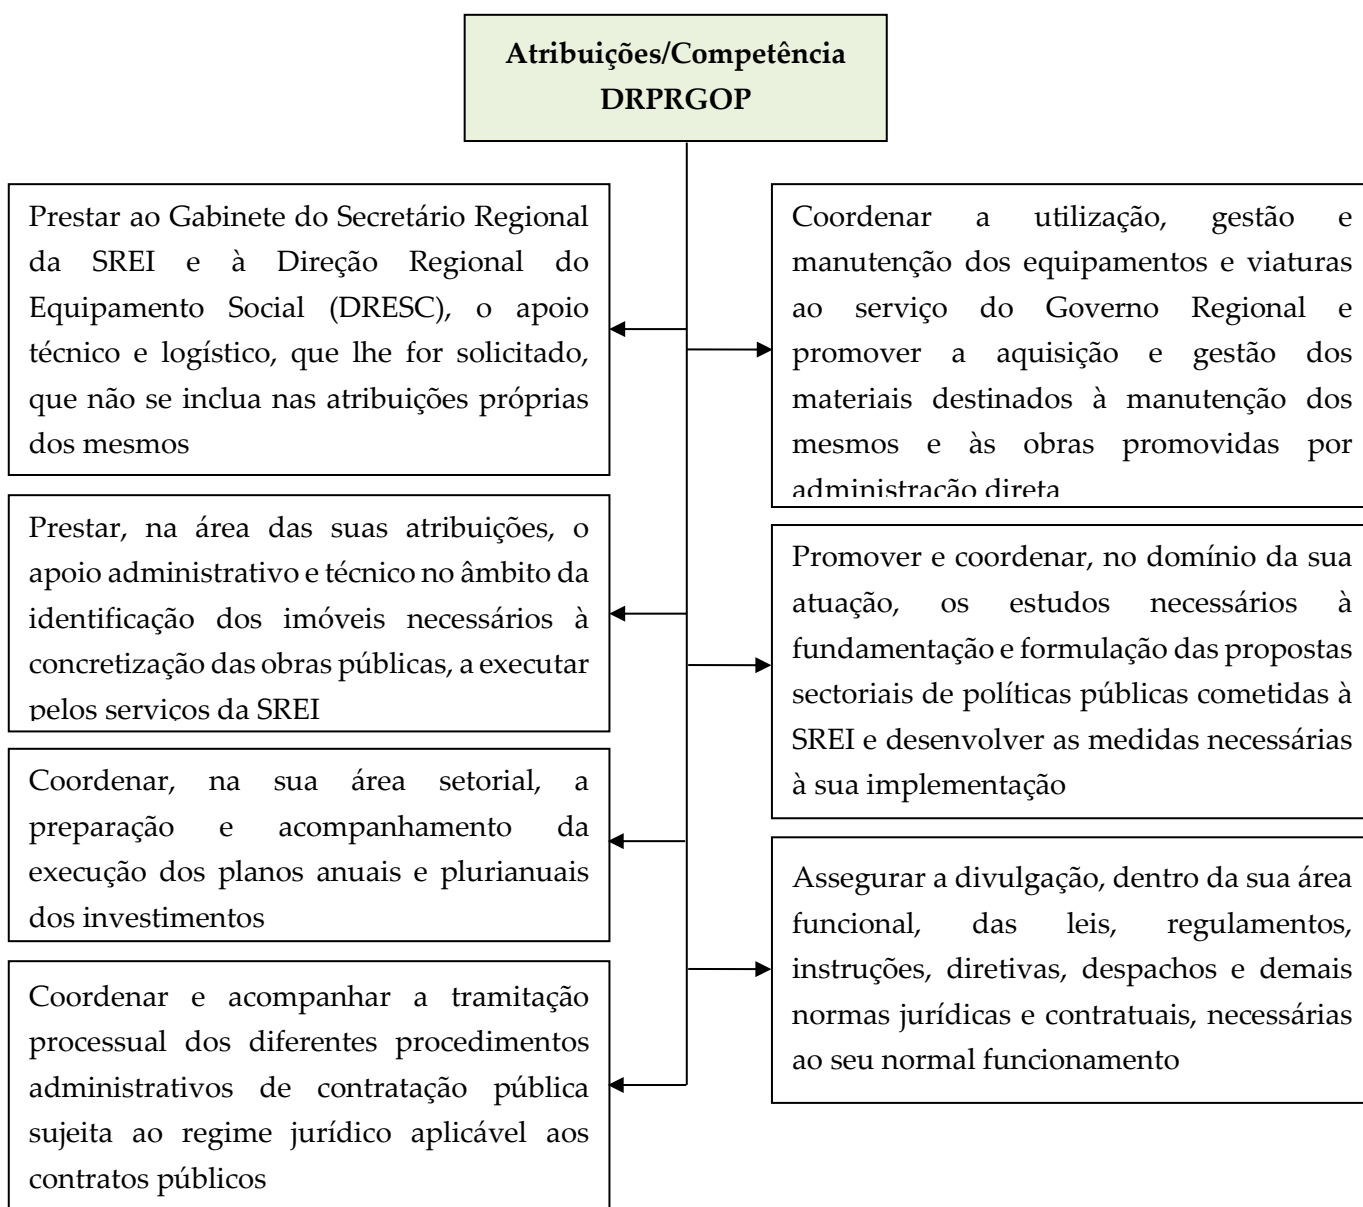 Atribuições/Competência
DRPRGOP
Prestar ao Gabinete do Secretário Regional
da SREI e à Direção Regional do
Equipamento Social (DRESC), o apoio
técnico e logístico, que lhe for solicitado,
que não se inclua nas atribuições próprias
dos mesmos
Prestar, na área das suas atribuições, o
apoio administrativo e técnico no âmbito da
identificação dos imóveis necessários à
concretização das obras públicas, a executar
pelos serviços da SREI
Coordenar, na sua área setorial, a
preparação e acompanhamento da
execução dos planos anuais e plurianuais
dos investimentos
Coordenar e acompanhar a tramitação
processual dos diferentes procedimentos
administrativos de contratação pública
sujeita ao regime jurídico aplicável aos
contratos públicos
Coordenar a utilização, gestão e
manutenção dos equipamentos e viaturas
ao serviço do Governo Regional e
promover a aquisição e gestão dos
materiais destinados à manutenção dos
mesmos e às obras promovidas por
administração direta
Promover e coordenar, no domínio da sua
atuação, os estudos necessários à
fundamentação e formulação das propostas
sectoriais de políticas públicas cometidas à
SREI e desenvolver as medidas necessárias
à sua implementação
Assegurar a divulgação, dentro da sua área
funcional, das leis, regulamentos,
instruções, diretivas, despachos e demais
normas jurídicas e contratuais, necessárias
ao seu normal funcionamento